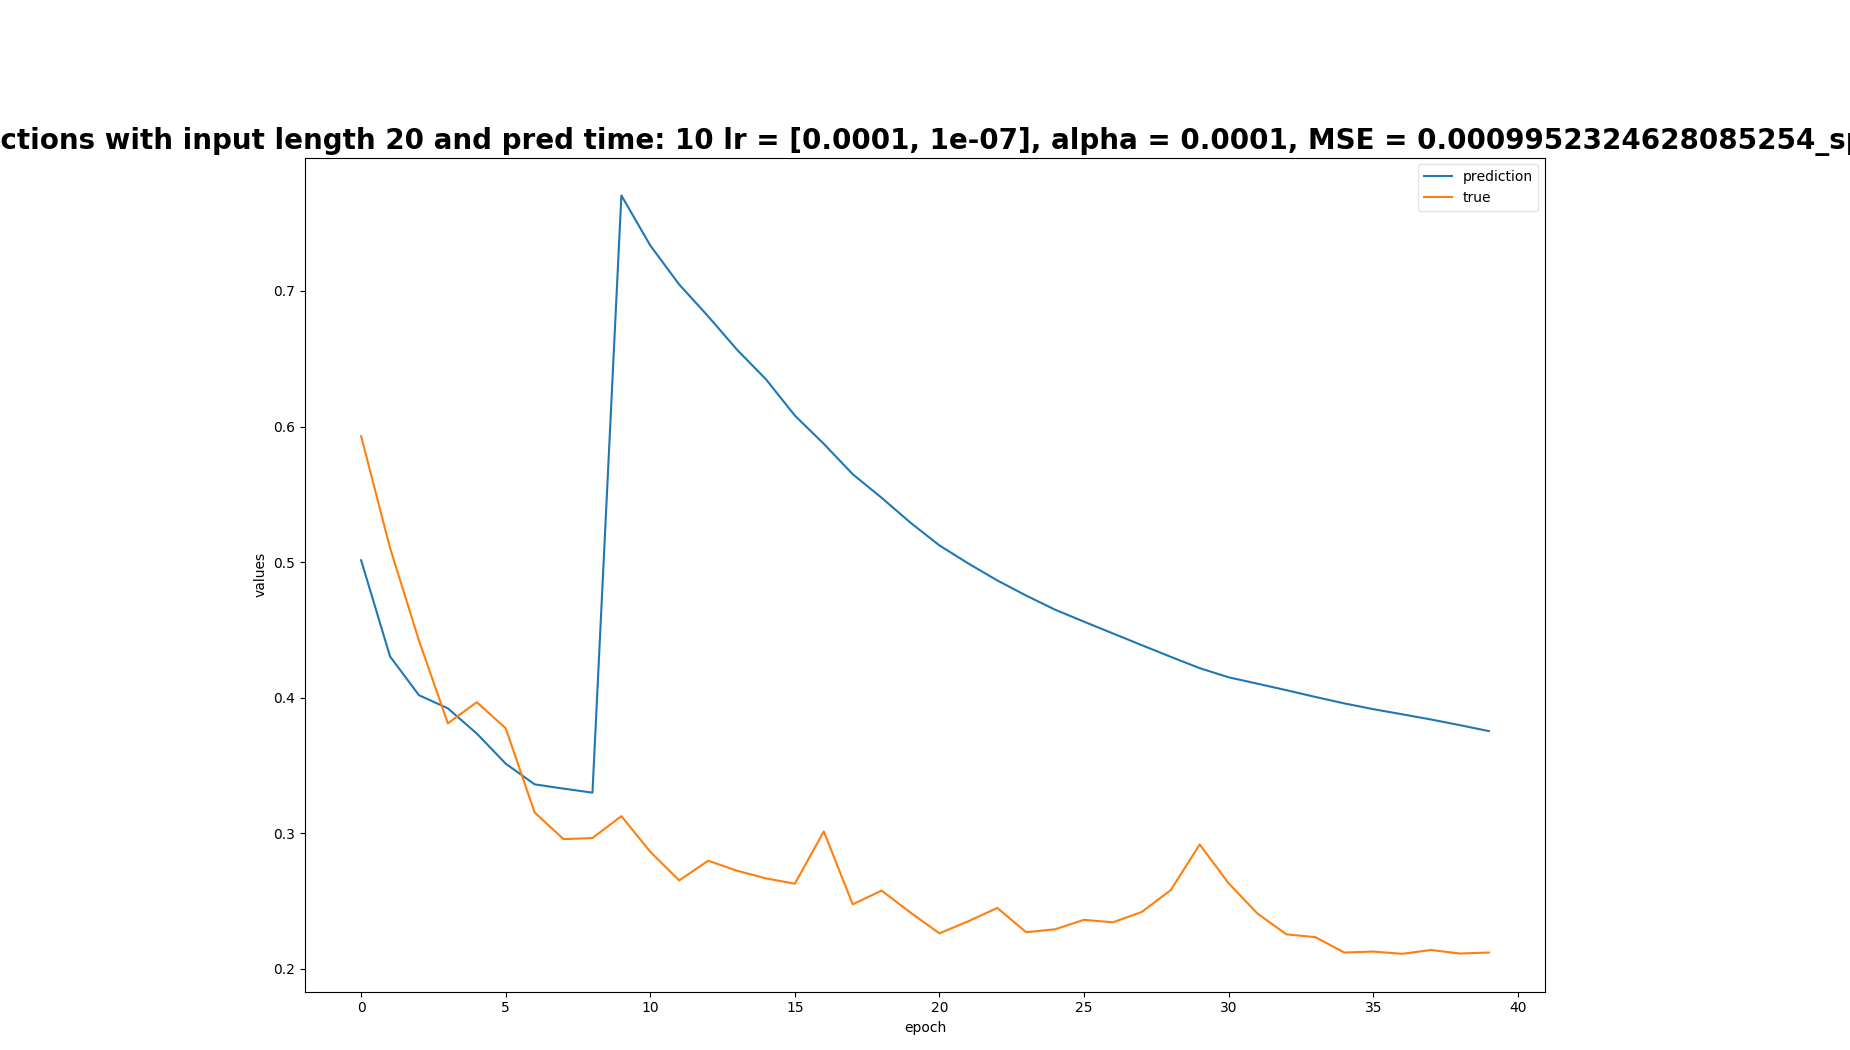 ctions with input length 20 and pred time: 10 lr = [0.0001, 1e-07], alpha = 0.0001, MSE = 0.0009952324628085254_sp
prediction
true
0.7
0.6
0.5
0.4
0.3
0.2
values
0 5 10 15 20 25 30 35 40
epoch